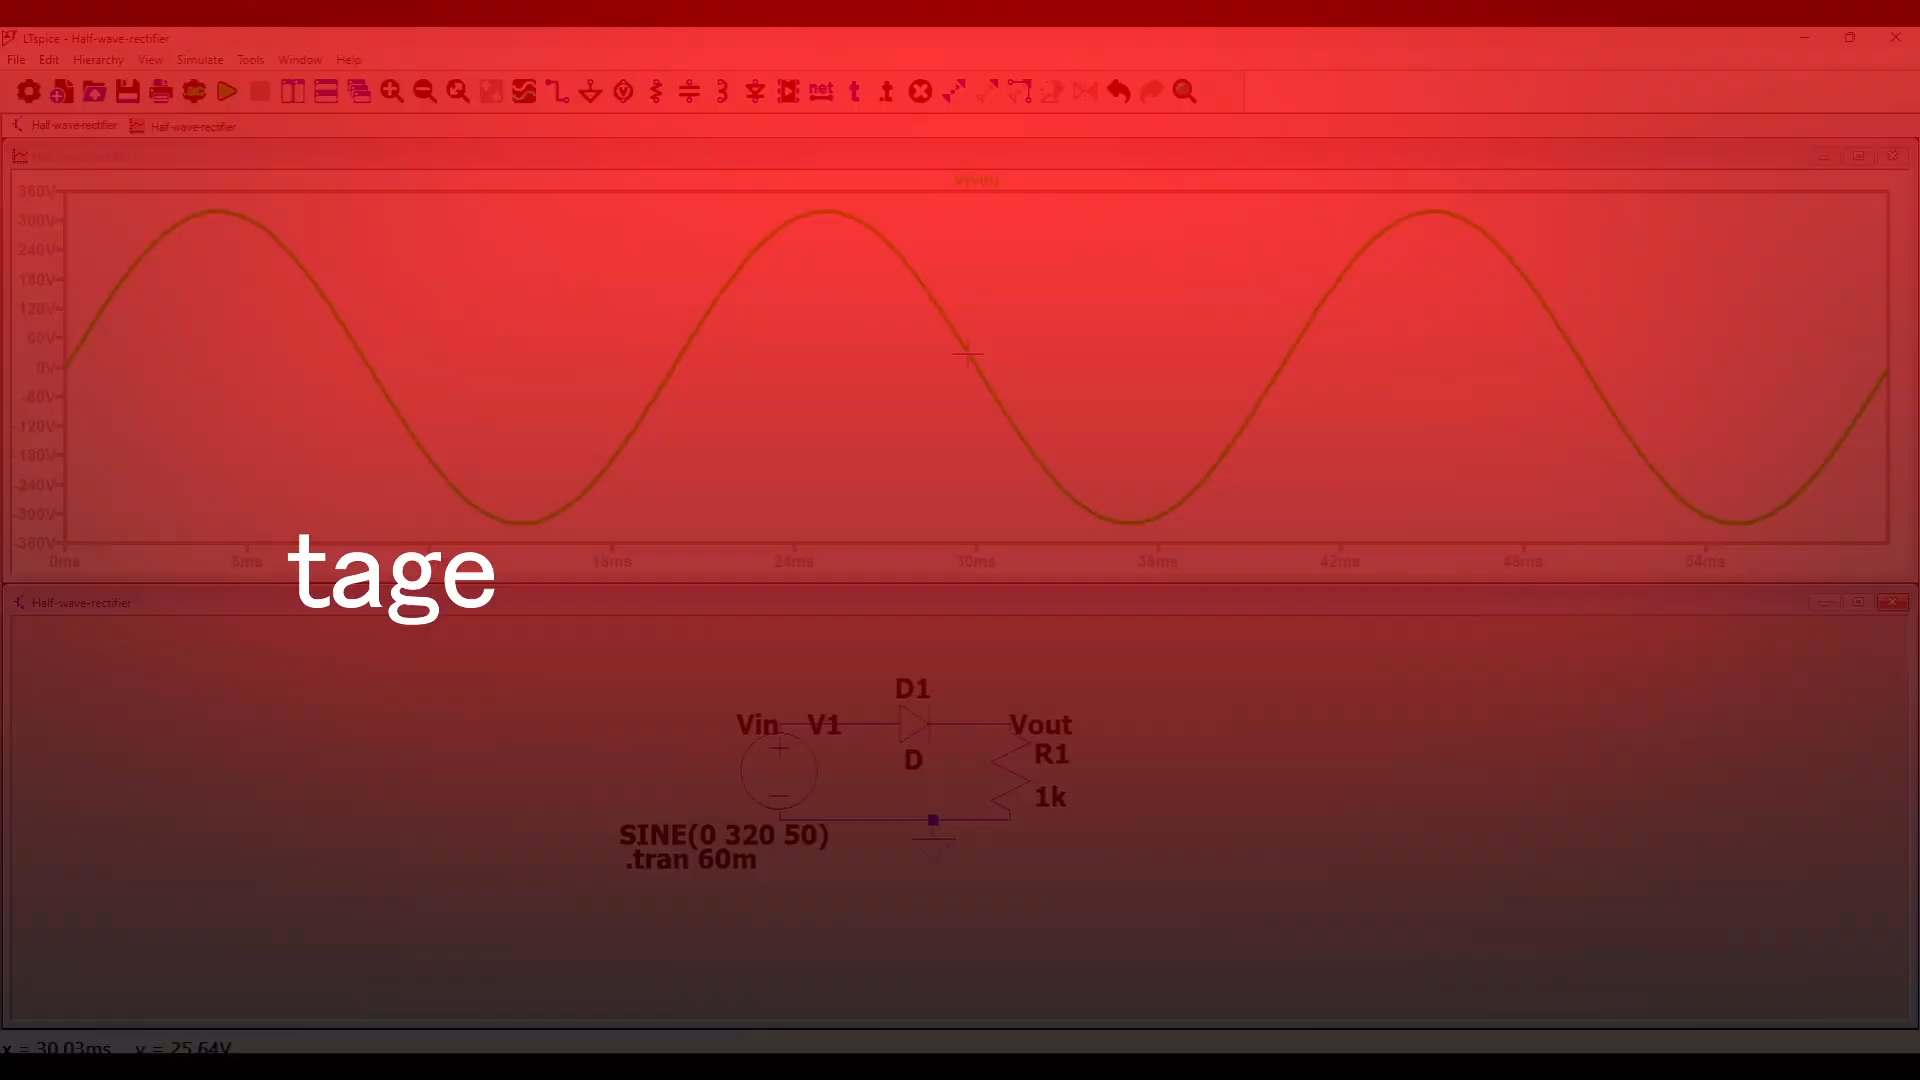 LTspice - Half-wave-rectifier
File Edit Hierarchy View Simulate Tools Window Help
net t .t
Half-wave-rectifier Half-wave-rectifier
V(vin)
360V
300V
240V
180V
120V
60V
0V
-60V
-120V
-180V
-240V
-300V
-360V
0ms 6ms 18ms 24ms 30ms 36ms 42ms 48ms 54ms
tage
Half-wave-rectifier
D1
Vin V1 Vout
D R1
1k
SINE(0 320 50)
.tran 60m
x = 30.03ms y = 25.64V